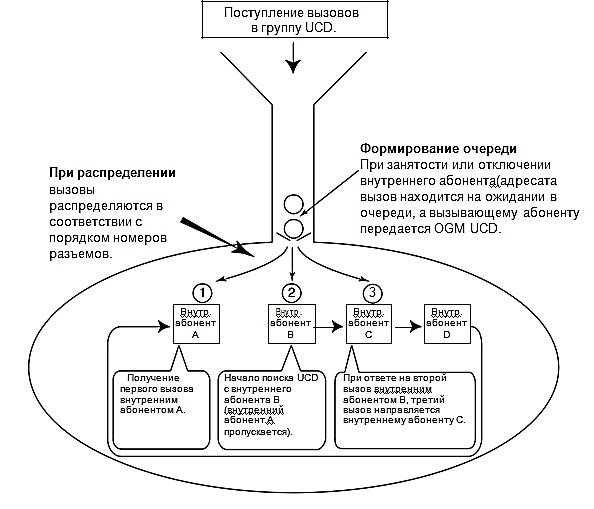 Поступление вызовов
в группу UCD.
Формирование очереди
При занятости или отключении
внутреннего абонента(адресата
вызов находится на ожидании в
очереди, а вызывающему абоненту
передается OGM UCD.
При распределении
вызовы
распределяются в
соответствии с
порядком номеров
разъемов.
1
2
3
Внутр.
абонент
A
Внутр.
абонент
B
Внутр.
абонент
C
Внутр.
абонент
D
Получение
первого вызова
внутренним
абонентом А.
Начало поиска UCD
с внутреннего
абонента В
(внутренний
абонент А
пропускается).
При ответе на второй
вызов внутренним
абонентом В, третий
вызов направляется
внутреннему абоненту С.